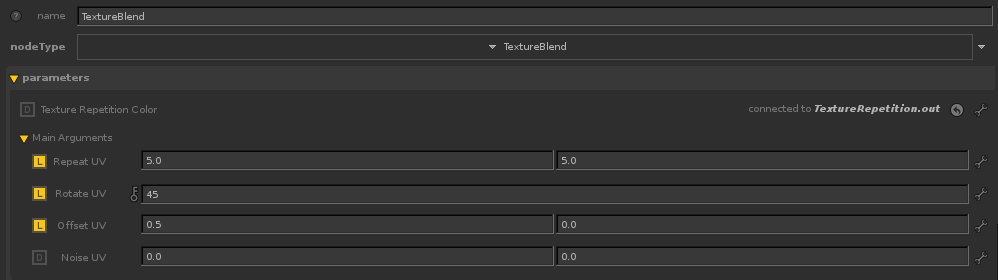 ? name TextureBlend
nodeType TextureBlend
parameters
D Texture Repetition Color connected to TextureRepetition.out
Main Arguments
L Repeat UV 5.0 5.0
L Rotate UV 45
L Offset UV 0.5 0.0
D Noise UV 0.0 0.0